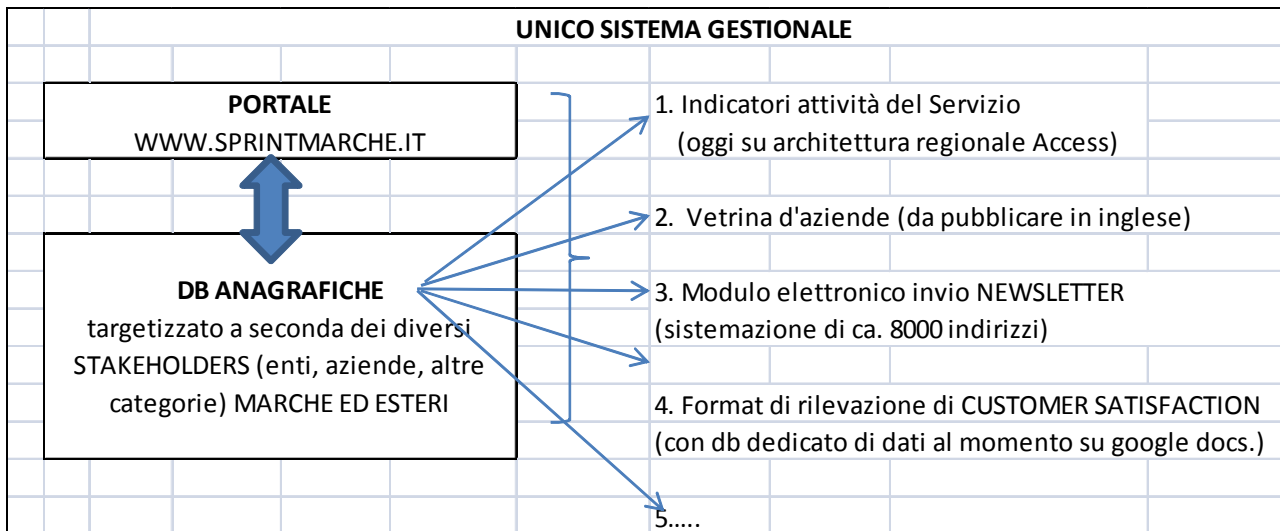 UNICO SISTEMA GESTIONALE
PORTALE
WWW.SPRINTMARCHE.IT
DB ANAGRAFICHE
targetizzato a seconda dei diversi
STAKEHOLDERS (enti, aziende, altre
categorie) MARCHE ED ESTERI
1. Indicatori attività del Servizio
(oggi su architettura regionale Access)
2. Vetrina d'aziende (da pubblicare in inglese)
3. Modulo elettronico invio NEWSLETTER
(sistemazione di ca. 8000 indirizzi)
4. Format di rilevazione di CUSTOMER SATISFACTION
(con db dedicato di dati al momento su google docs.)
5.....